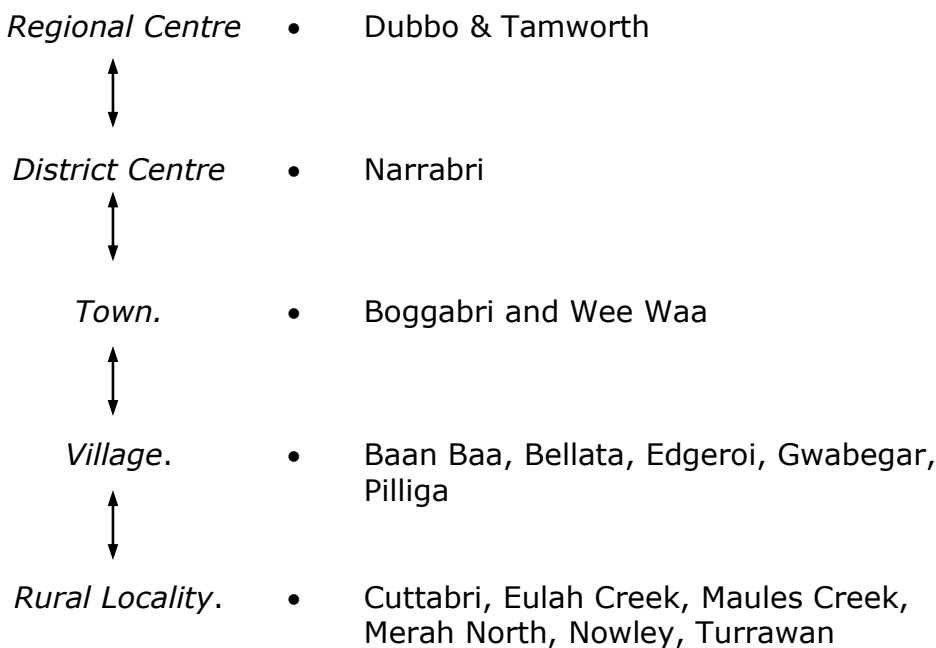 Regional Centre • Dubbo & Tamworth
District Centre • Narrabri
Town. • Boggabri and Wee Waa
Village. • Baan Baa, Bellata, Edgeroi, Gwabegar,
Pilliga
Rural Locality. • Cuttabri, Eulah Creek, Maules Creek,
Merah North, Nowley, Turrawan